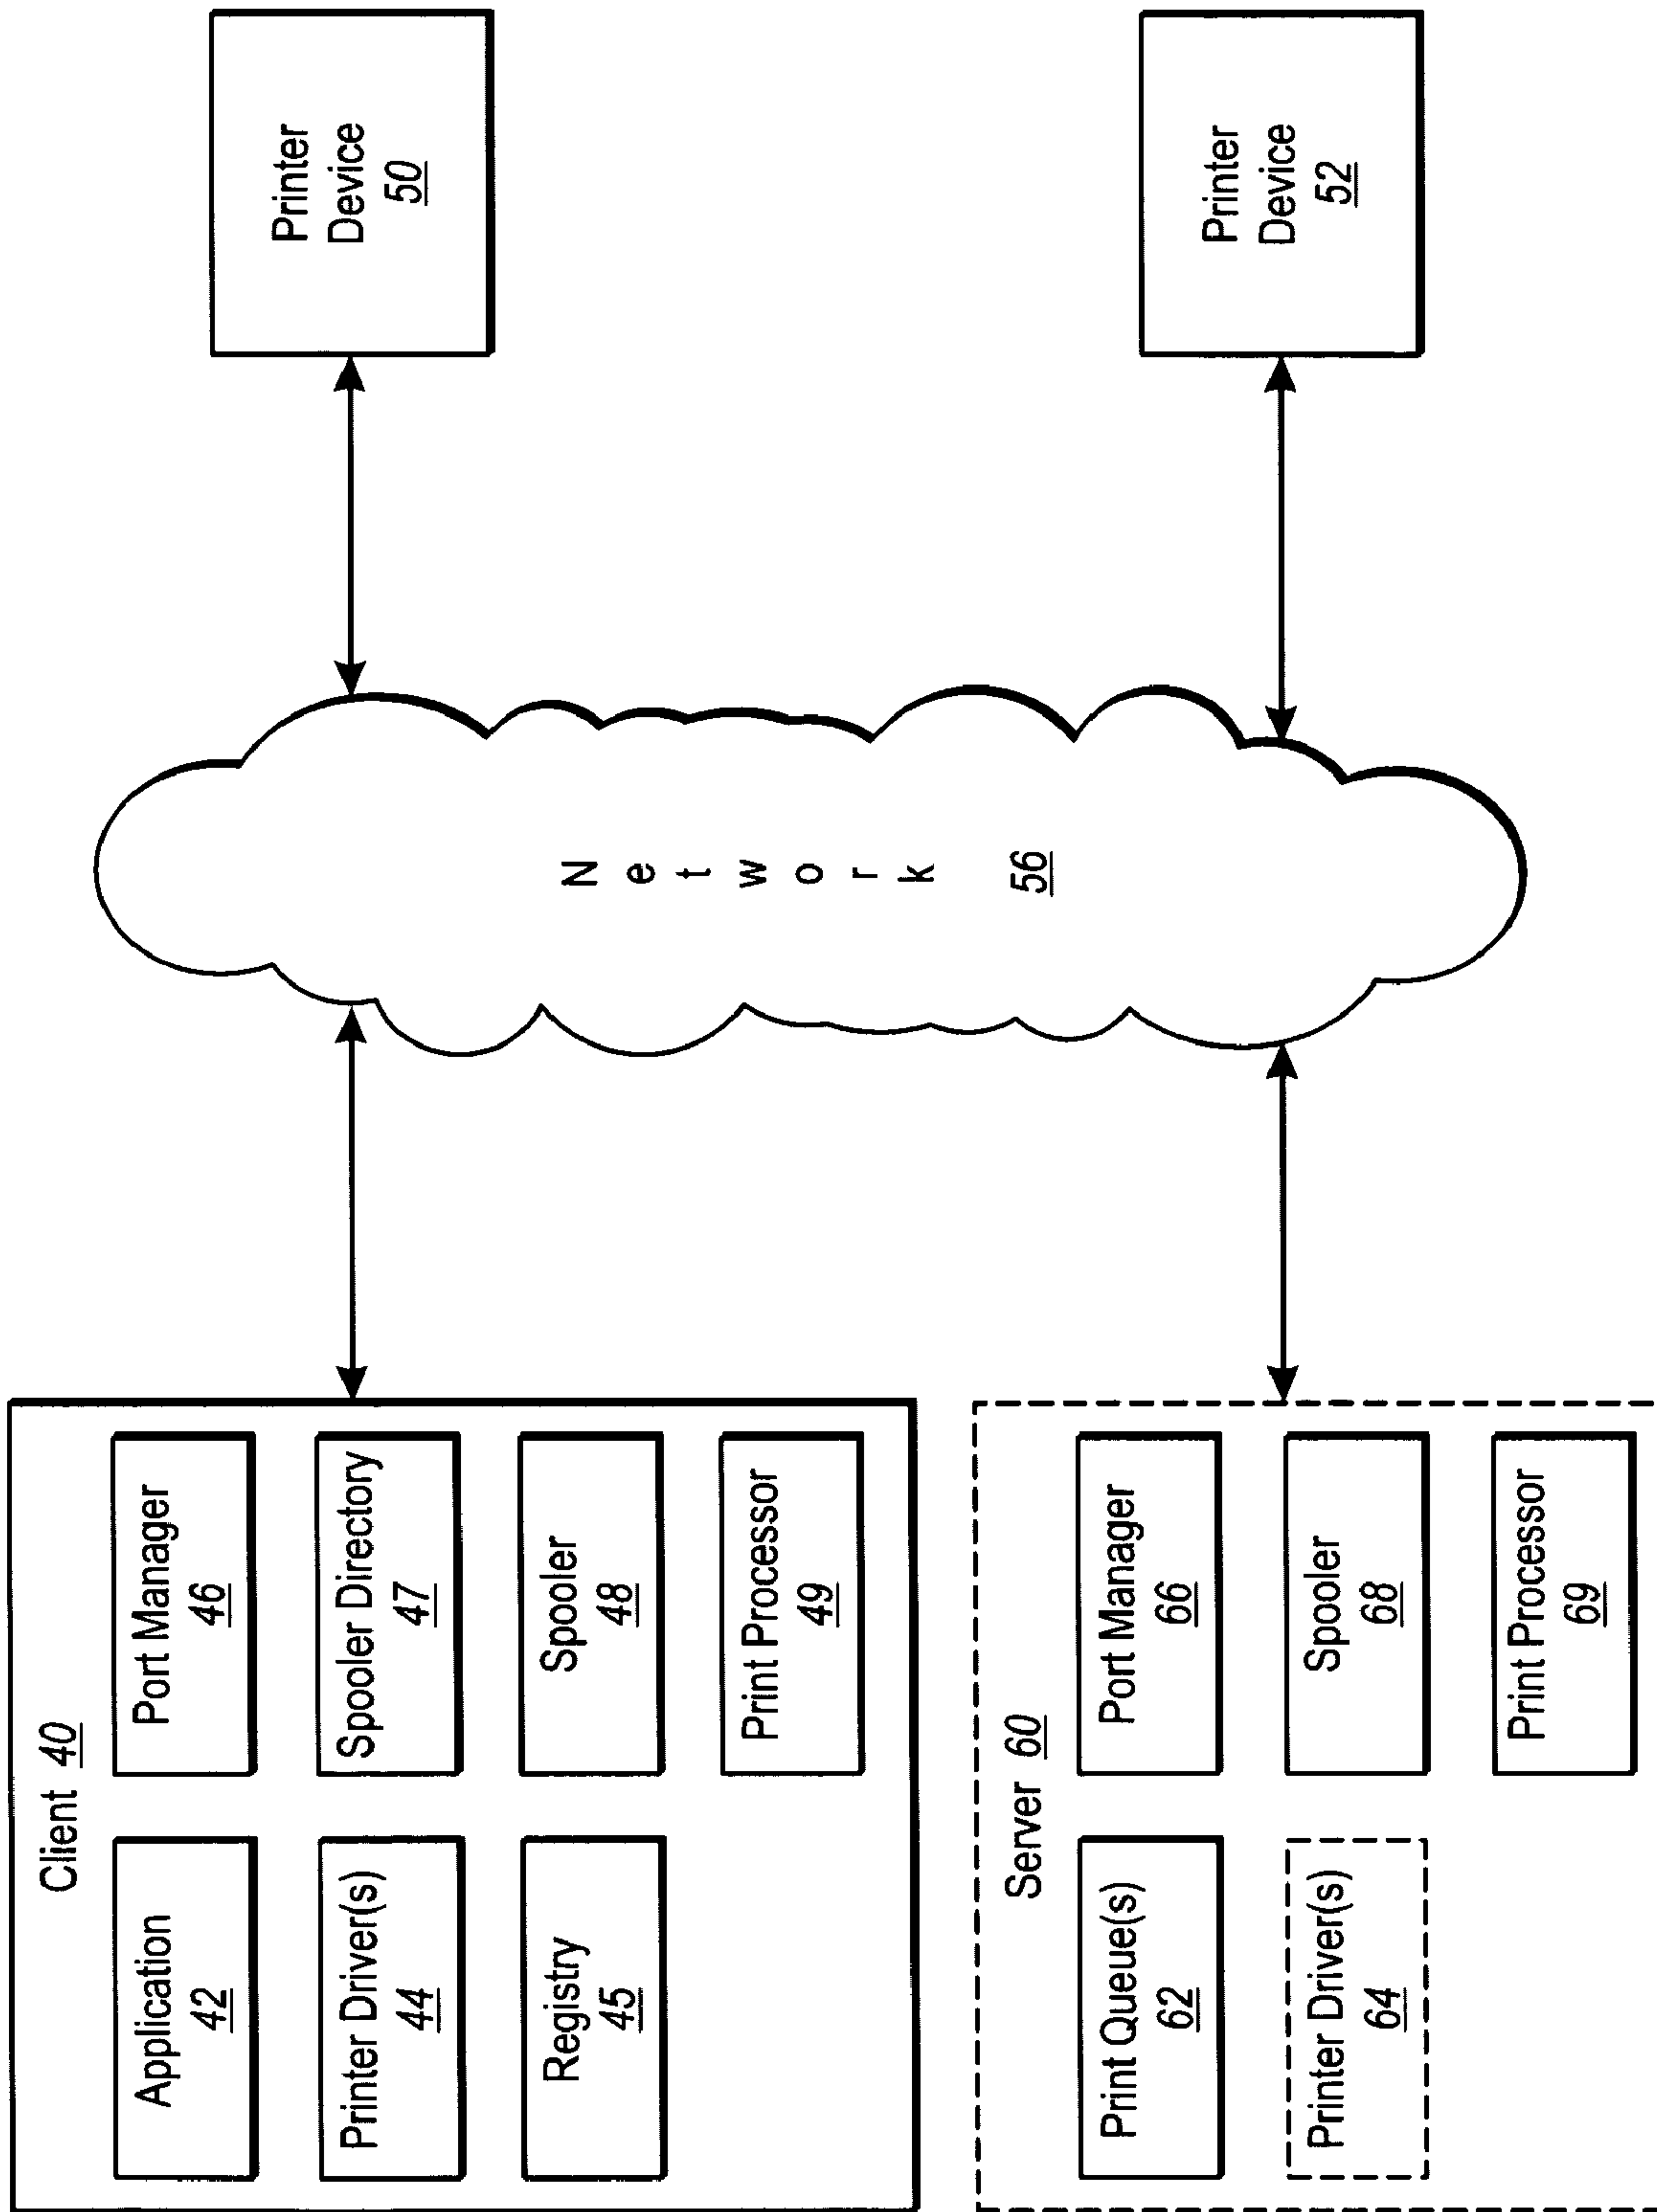 Client 40
Application
42
Port Manager
46
Printer Driver(s)
44
Spooler Directory
47
Registry
45
Spooler
48
Print Processor
49
Server 60
Print Queue(s)
62
Port Manager
66
Printer Driver(s)
64
Spooler
68
Print Processor
69
Network
56
Printer
Device
50
Printer
Device
52